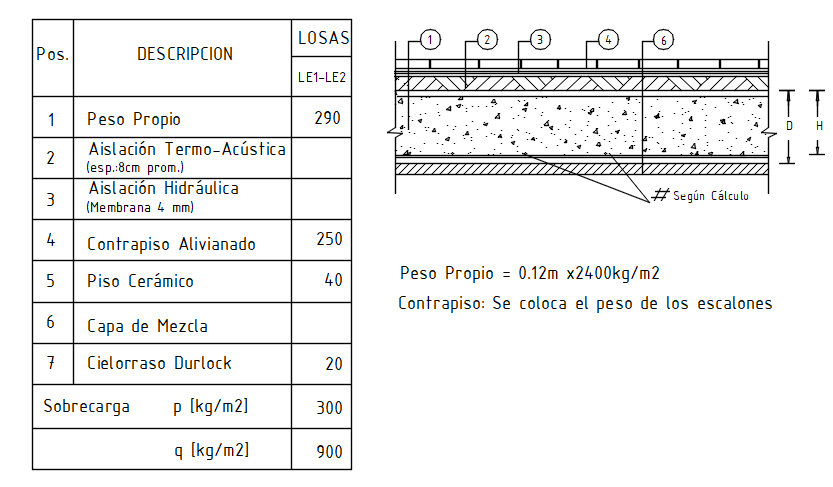 Pos.
DESCRIPCION
LOSAS
LE1-LE2
1 Peso Propio 290
2 Aislación Termo-Acústica
(esp.:8cm prom.)
3 Aislación Hidráulica
(Membrana 4 mm)
4 Contrapiso Alivianado 250
5 Piso Cerámico 40
6 Capa de Mezcla
7 Cielorraso Durlock 20
Sobrecarga p [kg/m2] 300
q [kg/m2] 900
1 2 3 4 6
D H
Según Cálculo
Peso Propio = 0.12m x2400kg/m2
Contrapiso: Se coloca el peso de los escalones